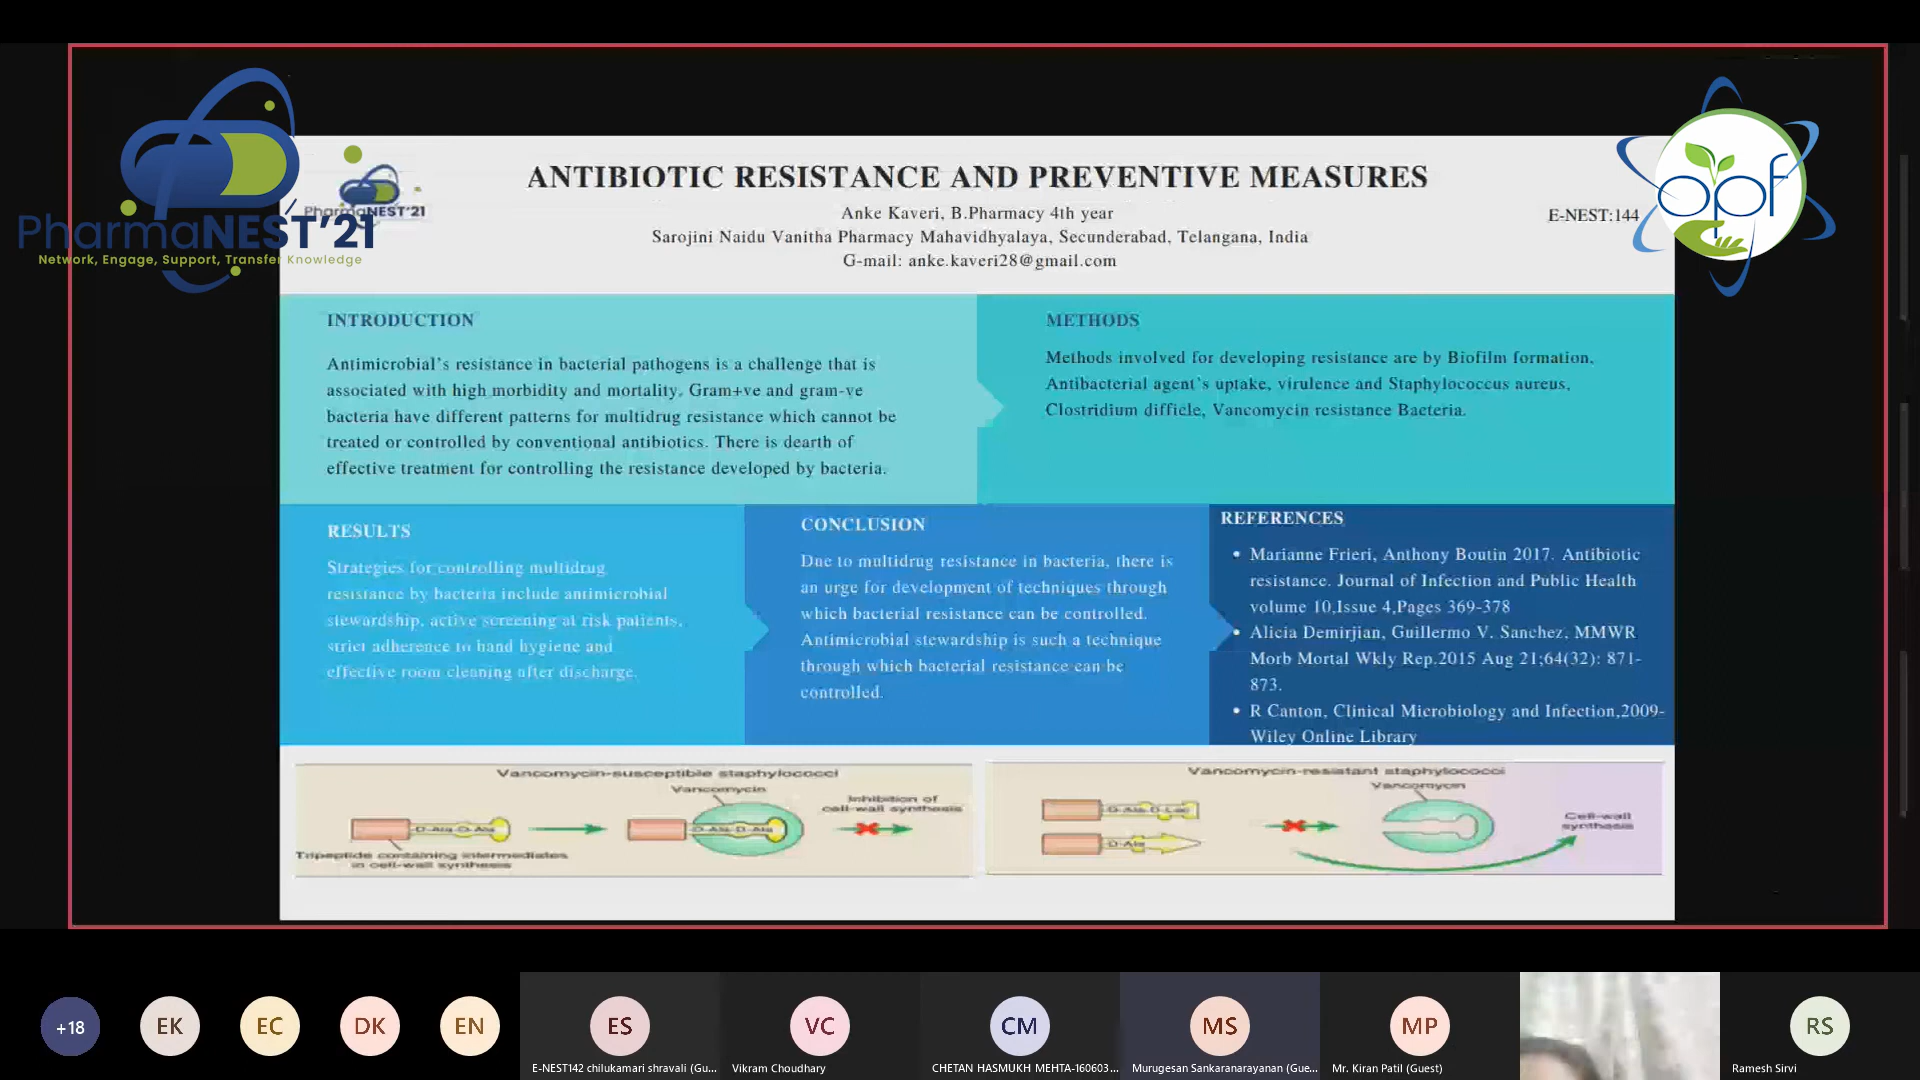 PharmaNEST'21
Network, Engage, Support, Transfer Knowledge
PharmaNEST'21
opf
ANTIBIOTIC RESISTANCE AND PREVENTIVE MEASURES
Anke Kaveri, B.Pharmacy 4th year
E-NEST:144
Sarojini Naidu Vanitha Pharmacy Mahavidhyalaya, Secunderabad, Telangana, India
G-mail: anke.kaveri28@gmail.com
INTRODUCTION
Antimicrobial's resistance in bacterial pathogens is a challenge that is
associated with high morbidity and mortality. Gram+ve and gram-ve
bacteria have different patterns for multidrug resistance which cannot be
treated or controlled by conventional antibiotics. There is dearth of
effective treatment for controlling the resistance developed by bacteria.
METHODS
Methods involved for developing resistance are by Biofilm formation,
Antibacterial agent's uptake, virulence and Staphylococcus aureus,
Clostridium difficle, Vancomycin resistance Bacteria.
RESULTS
Strategies for controlling multidrug
resistance by bacteria include antimicrobial
stewardship, active screening at risk patients,
strict adherence to hand hygiene and
effective room cleaning after discharge.
CONCLUSION
Due to multidrug resistance in bacteria, there is
an urge for development of techniques through
which bacterial resistance can be controlled.
Antimicrobial stewardship is such a technique
through which bacterial resistance can be
controlled.
REFERENCES
• Marianne Frieri, Anthony Boutin 2017. Antibiotic
resistance. Journal of Infection and Public Health
volume 10,Issue 4,Pages 369-378
• Alicia Demirjian, Guillermo V. Sanchez, MMWR
Morb Mortal Wkly Rep.2015 Aug 21;64(32): 871-
873.
• R Canton, Clinical Microbiology and Infection,2009-
Wiley Online Library
Vancomycin-susceptible staphylococci
Vancomycin
Inhibition of
cell-wall synthesis
D-Ala-D-Ala
D-Ala-D-Ala
Tripeptide containing intermediates
in cell-wall synthesis
Vancomycin-resistant staphylococci
Vancomycin
D-Ala-D-Lac
D-Ala
Cell-wall
synthesis
+18
EK
EC
DK
EN
ES
VC
CM
MS
MP
RS
E-NEST142 chilukamari shravali (Gu...
Vikram Choudhary
CHETAN HASMUKH MEHTA-160603...
Murugesan Sankaranarayanan (Gue...
Mr. Kiran Patil (Guest)
Ramesh Sirvi